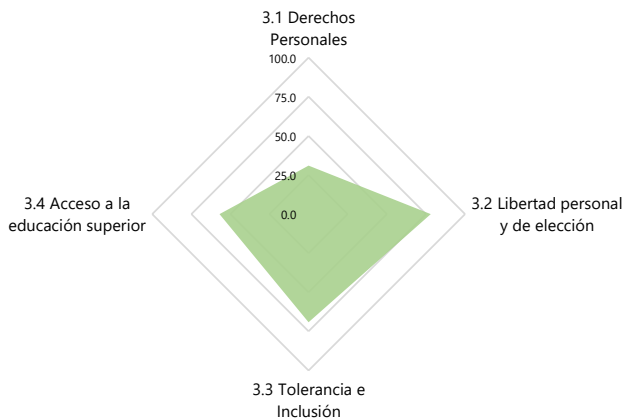 3.1 Derechos
Personales
100.0
75.0
50.0
25.0
0.0
3.4 Acceso a la
educación superior
3.2 Libertad personal
y de elección
3.3 Tolerancia e
Inclusión